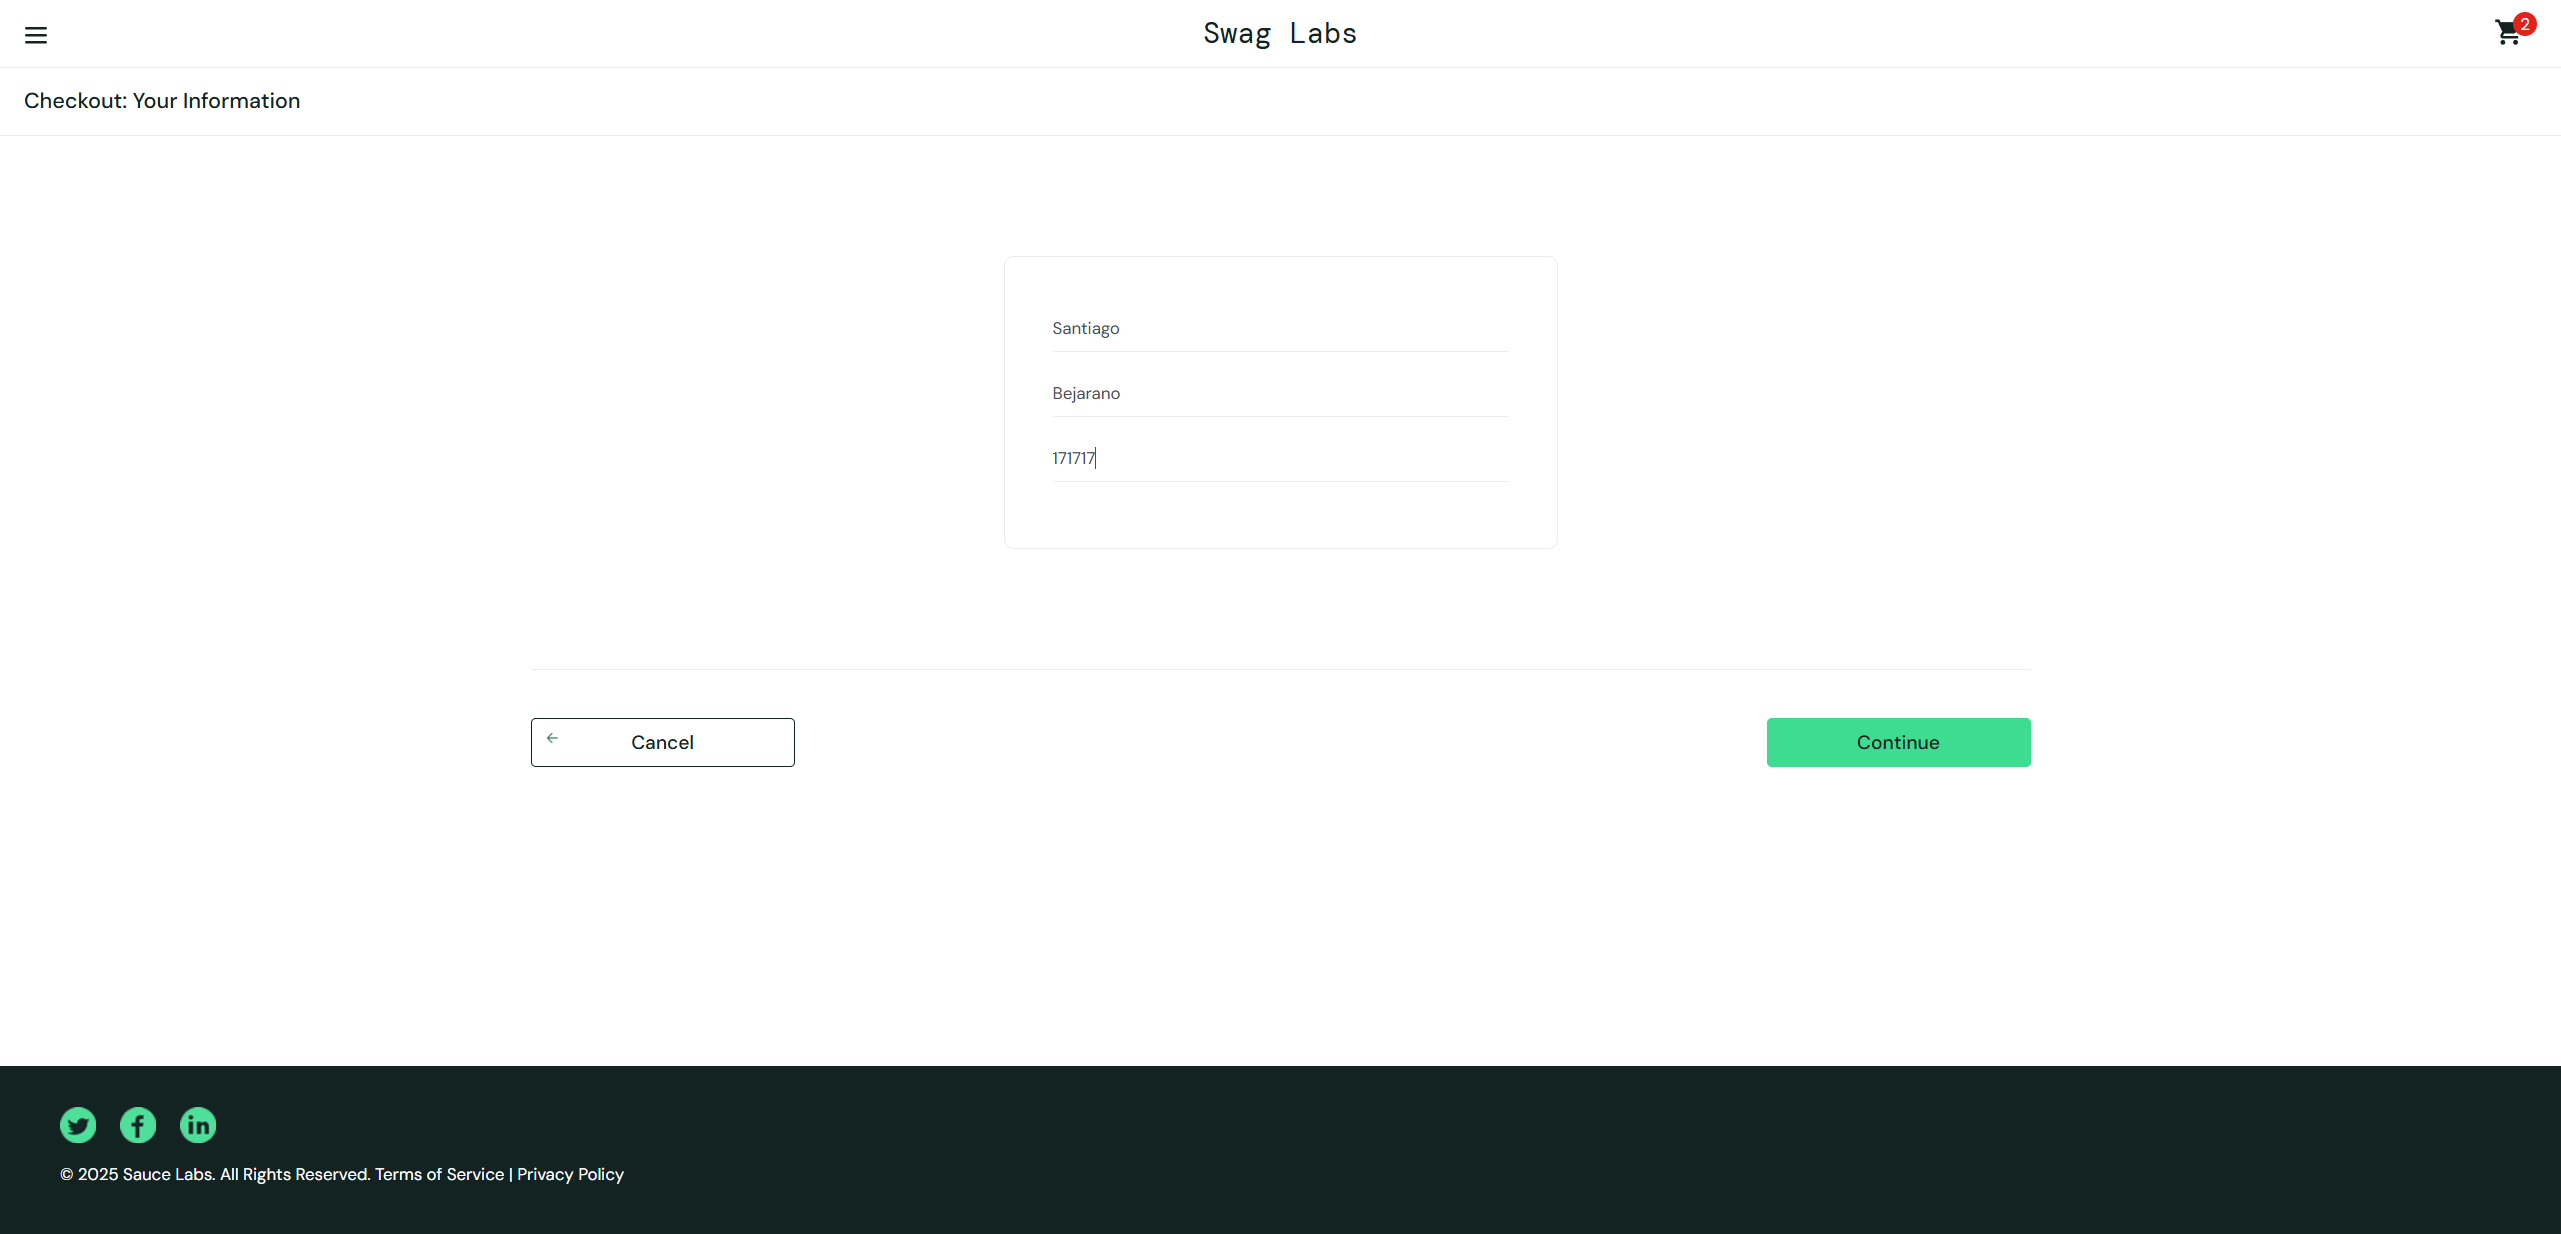 Swag Labs
2
Checkout: Your Information
Santiago
Bejarano
171717
Cancel
Continue
© 2025 Sauce Labs. All Rights Reserved. Terms of Service | Privacy Policy